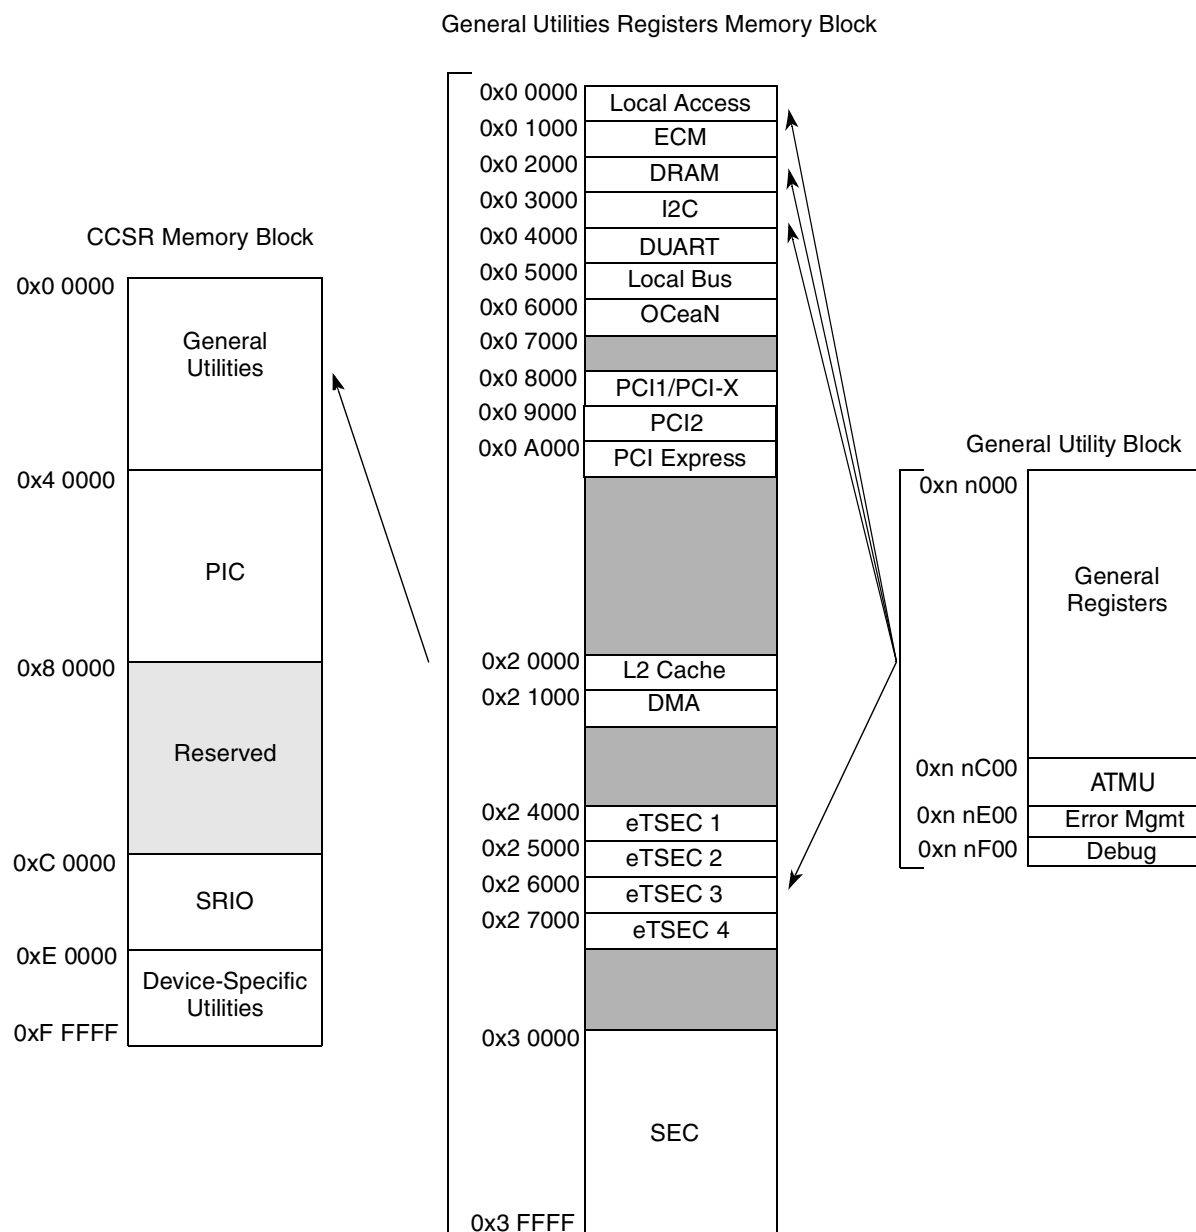 General Utilities Registers Memory Block
CCSR Memory Block
0x0 0000
General
Utilities
0x4 0000
PIC
0x8 0000
Reserved
0xC 0000
SRIO
0xE 0000
Device-Specific
Utilities
0xF FFFF
0x0 0000
Local Access
0x0 1000
ECM
0x0 2000
DRAM
0x0 3000
I2C
0x0 4000
DUART
0x0 5000
Local Bus
0x0 6000
OCeaN
0x0 7000
0x0 8000
PCI1/PCI-X
0x0 9000
PCI2
0x0 A000
PCI Express
0x2 0000
L2 Cache
0x2 1000
DMA
0x2 4000
eTSEC 1
0x2 5000
eTSEC 2
0x2 6000
eTSEC 3
0x2 7000
eTSEC 4
0x3 0000
SEC
0x3 FFFF
General Utility Block
0xn n000
General
Registers
0xn nC00
ATMU
0xn nE00
Error Mgmt
0xn nF00
Debug